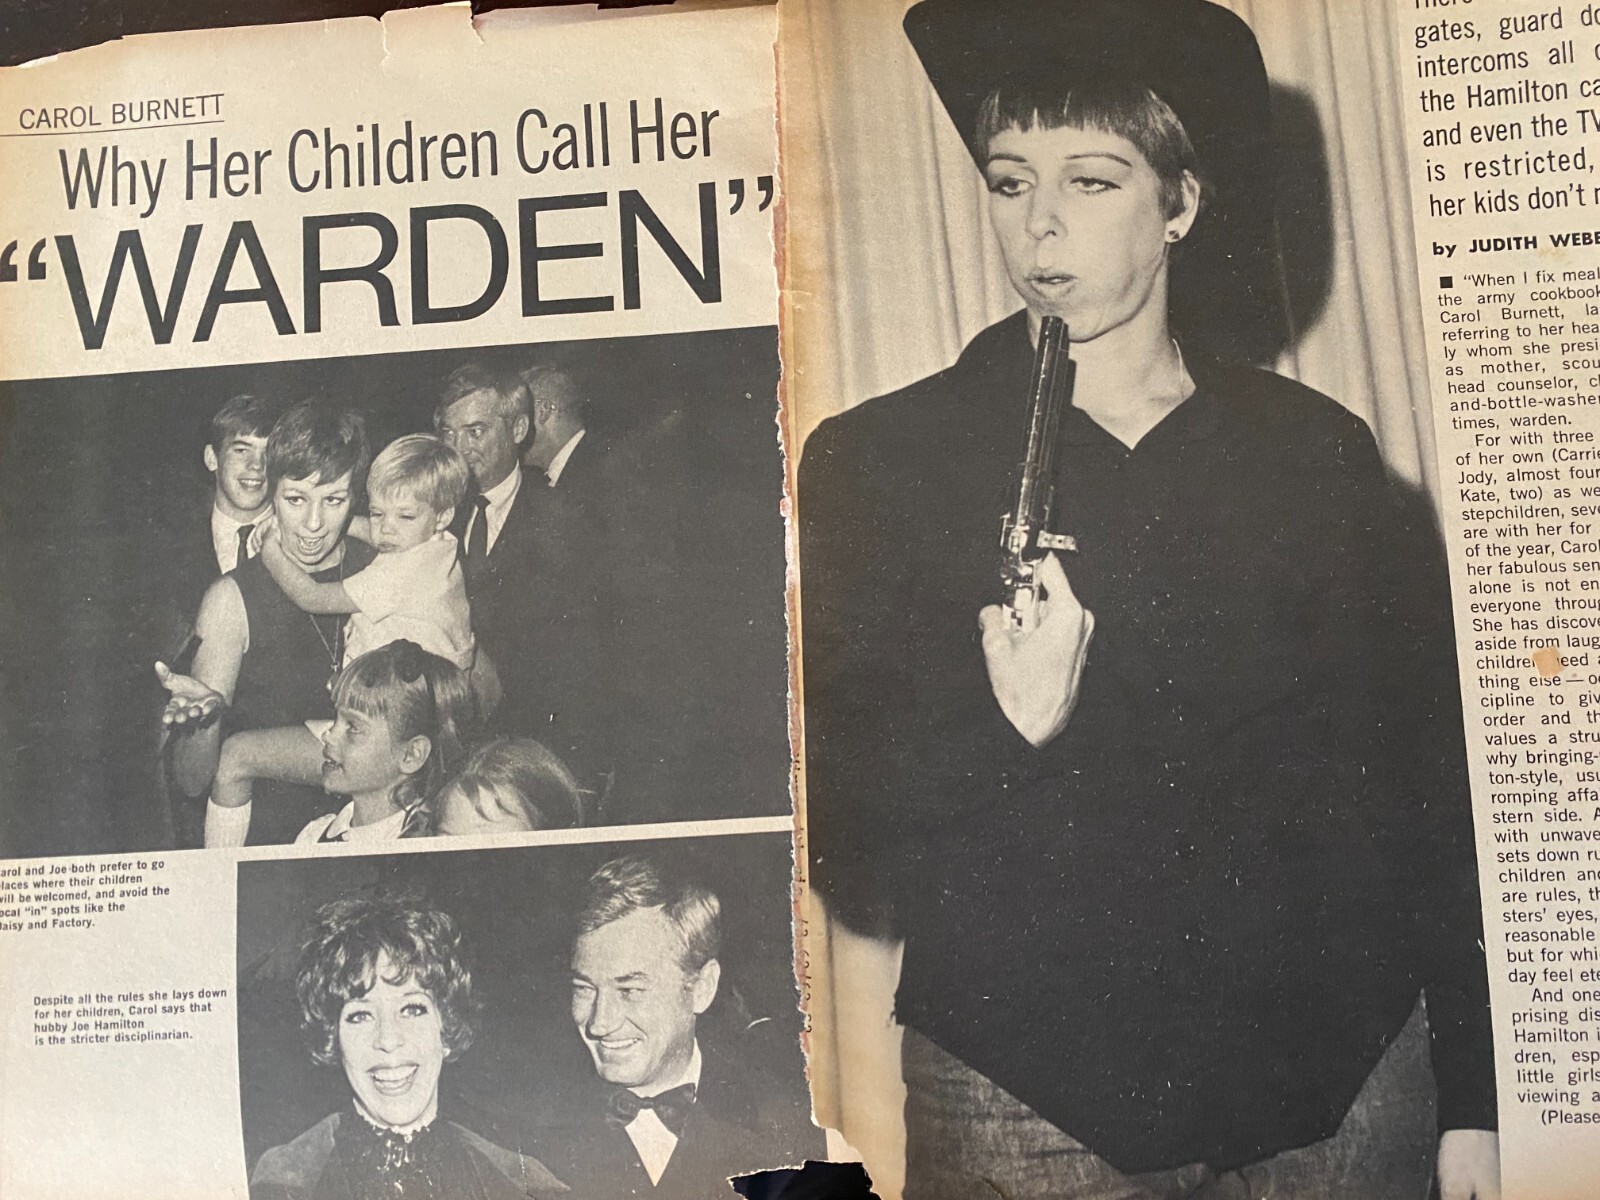 CAROL BURNETT
Why Her Children Call Her
“WARDEN”
arol and Joe both prefer to go
laces where their children
will be welcomed, and avoid the
ocal “in” spots like the
Daisy and Factory.
Despite all the rules she lays down
for her children, Carol says that
hubby Joe Hamilton
is the stricter disciplinarian.
There
gates, guard do
intercoms all
the Hamilton ca
and even the TV
is restricted,
her kids don’t
by JUDITH WEBE
■ “When I fix meal
the army cookbook
Carol Burnett, la
referring to her hea
ly whom she presi
as mother, scou
head counselor, c
and-bottle-washer
times, warden.
For with three
of her own (Carrie
Jody, almost four
Kate, two) as we
stepchildren, seve
are with her for
of the year, Carol
her fabulous sen
alone is not en
everyone throug
She has discove
aside from laug
children need a
thing else — o
cipline to giv
order and th
values a stru
why bringing-
ton-style, usu
romping affa
stern side. A
with unwave
sets down ru
children and
are rules, th
sters’ eyes,
reasonable
but for whi
day feel ete
And one
prising dis
Hamilton i
dren, esp
little girls
viewing a
(Please